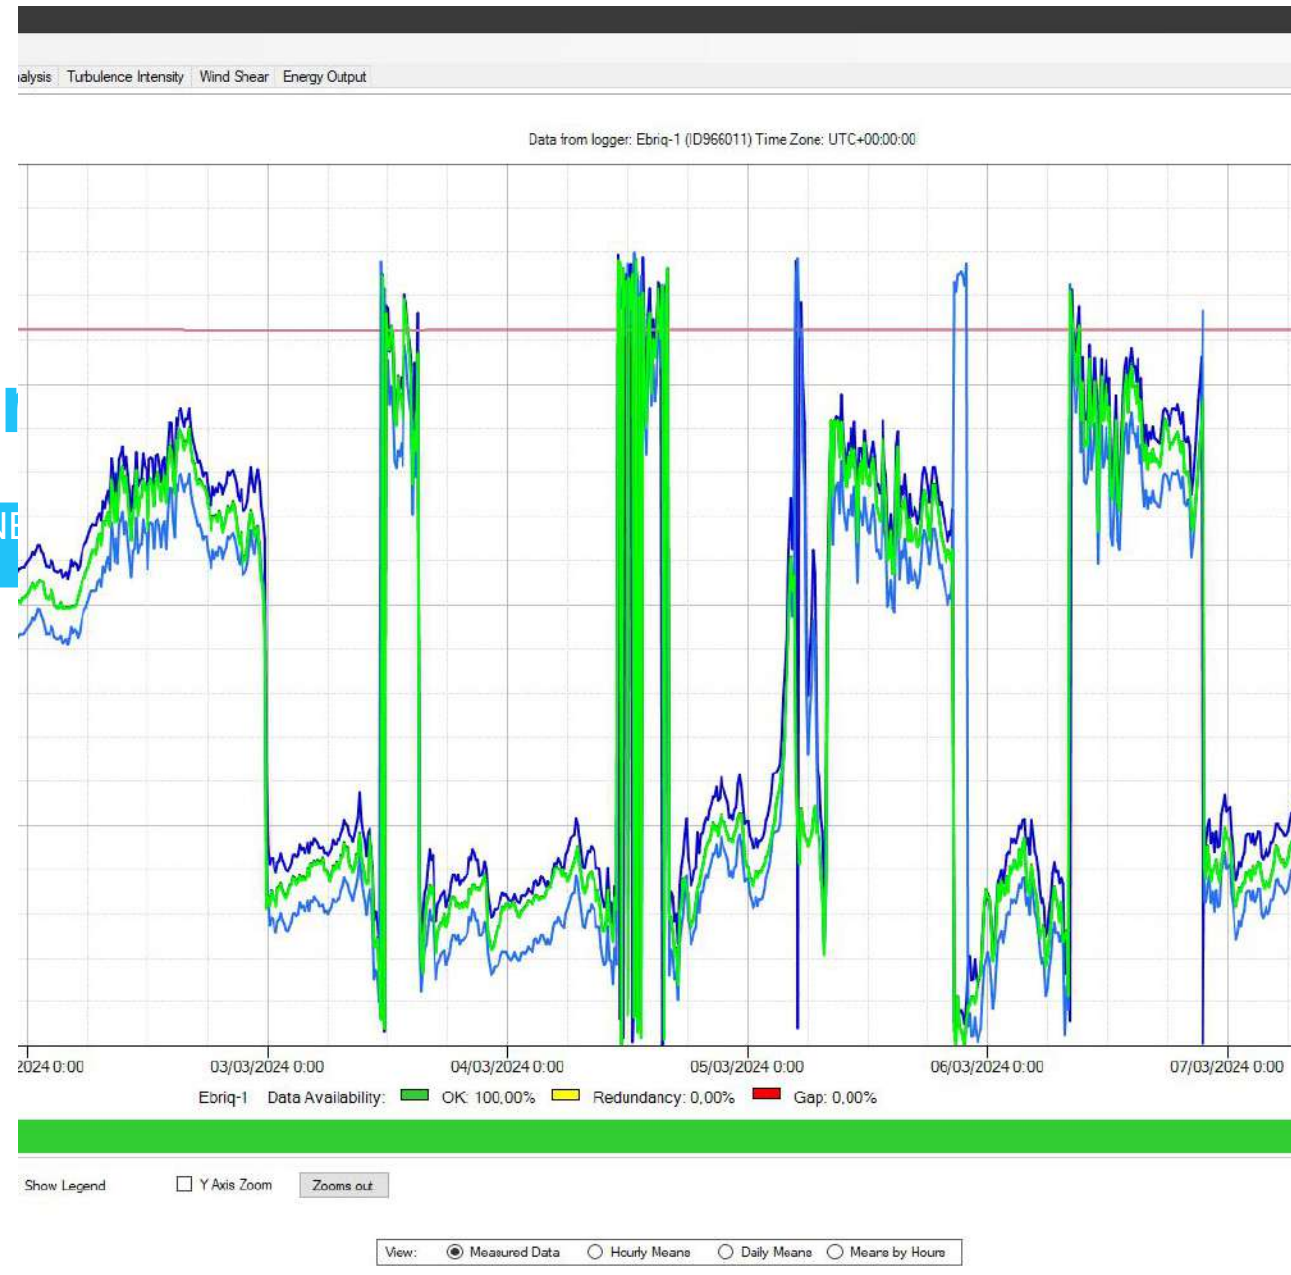 alysis Turbulence Intensity Wind Shear Energy Output
Data from logger: Ebriq-1 (ID966011) Time Zone: UTC+00:00:00
NE
2024 0:00 03/03/2024 0:00 04/03/2024 0:00 05/03/2024 0:00 06/03/2024 0:00 07/03/2024 0:00
Ebriq-1 Data Availability: OK: 100,00% Redundancy: 0,00% Gap: 0,00%
Show Legend Y Axis Zoom Zooms out
View: Measured Data Hourly Means Daily Means Means by Hours